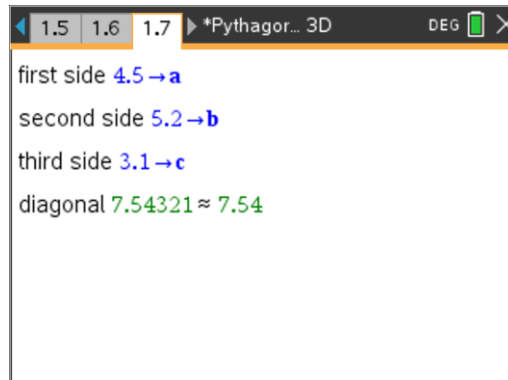 1.5 1.6 1.7 *Pythagor... 3D DEG
first side 4.5→a
second side 5.2→b
third side 3.1→c
diagonal 7.54321≈ 7.54